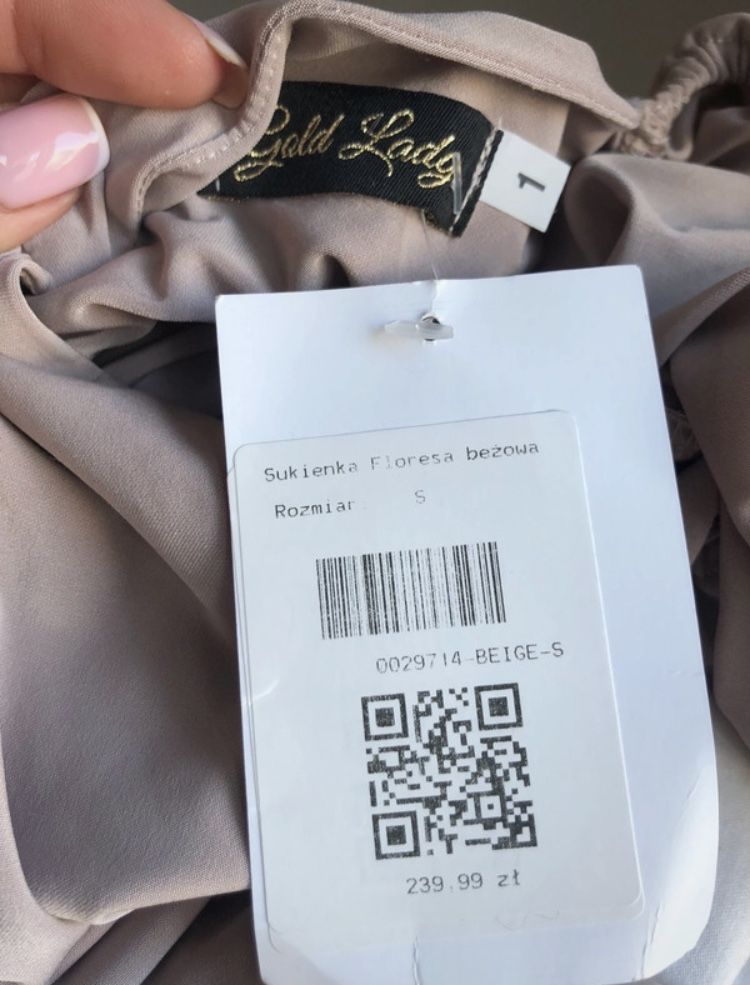 Gold Lady
1
Sukienka Floresa beżowa
Rozmiar: S
0029714-BEIGE-S
239.99 zł